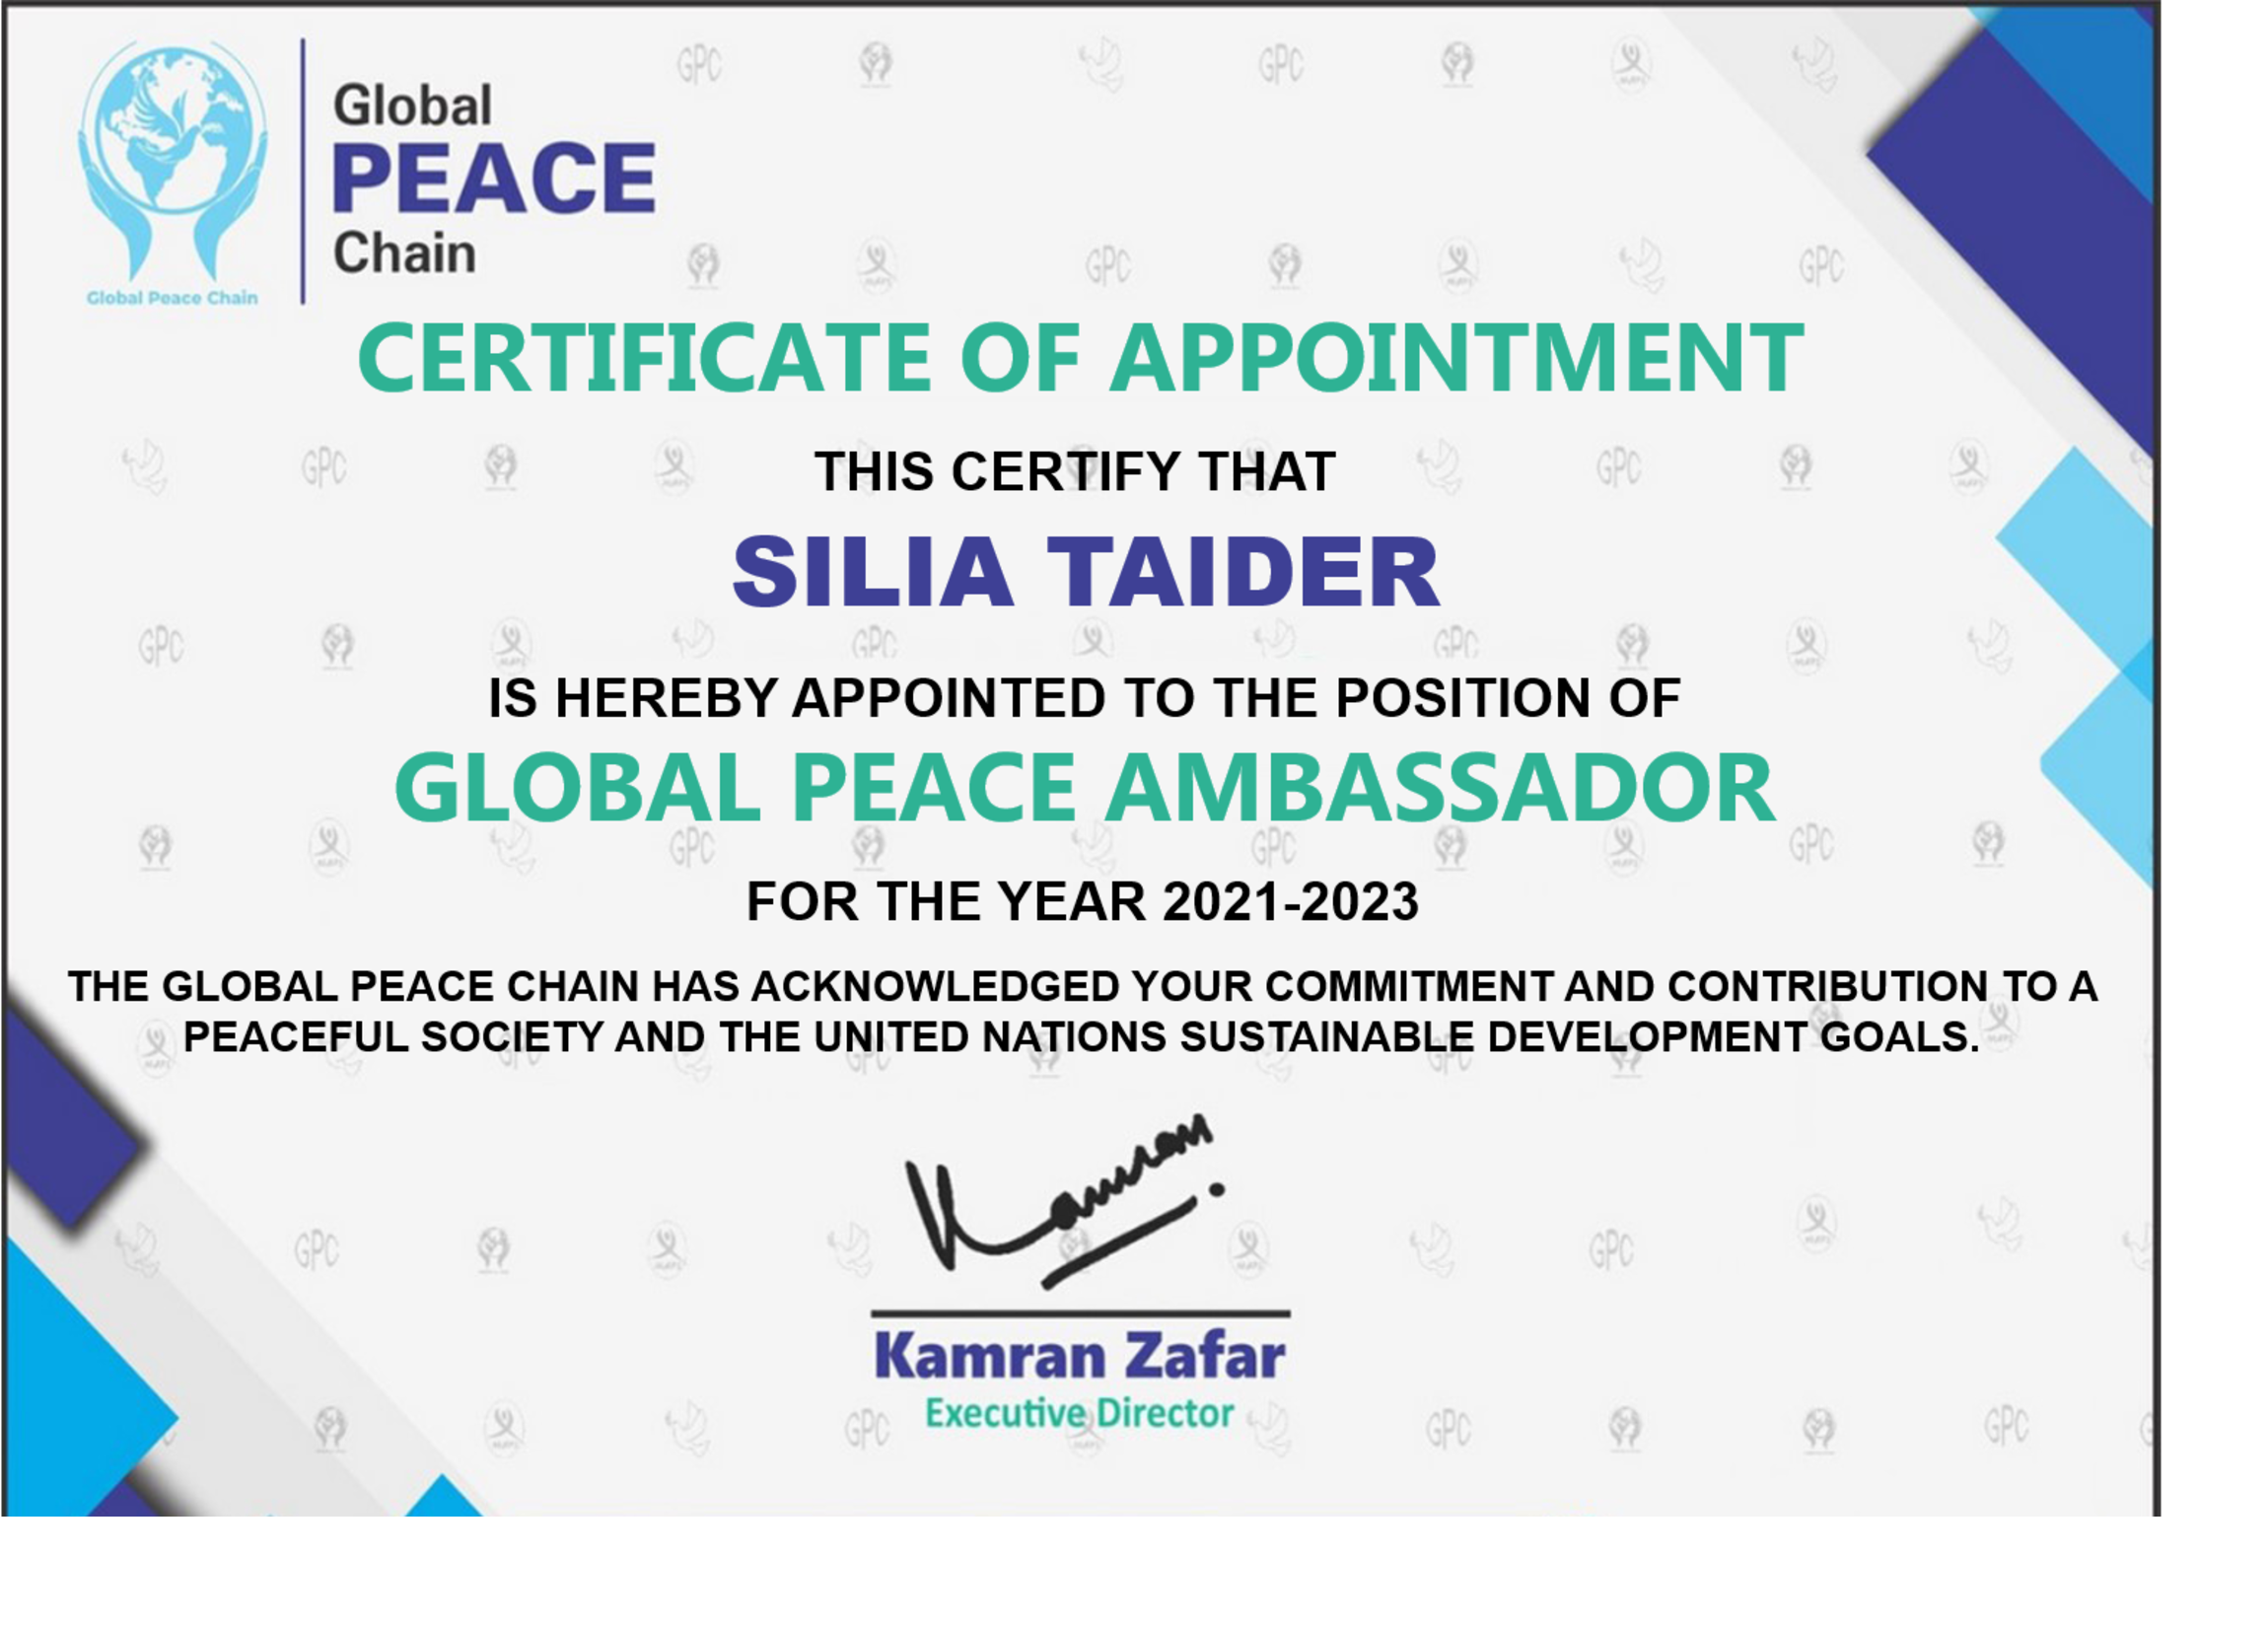 Global
PEACE
Chain
Global Peace Chain
CERTIFICATE OF APPOINTMENT
THIS CERTIFY THAT
SILIA TAIDER
IS HEREBY APPOINTED TO THE POSITION OF
GLOBAL PEACE AMBASSADOR
FOR THE YEAR 2021-2023
THE GLOBAL PEACE CHAIN HAS ACKNOWLEDGED YOUR COMMITMENT AND CONTRIBUTION TO A
PEACEFUL SOCIETY AND THE UNITED NATIONS SUSTAINABLE DEVELOPMENT GOALS.
Kamran
Kamran Zafar
Executive Director